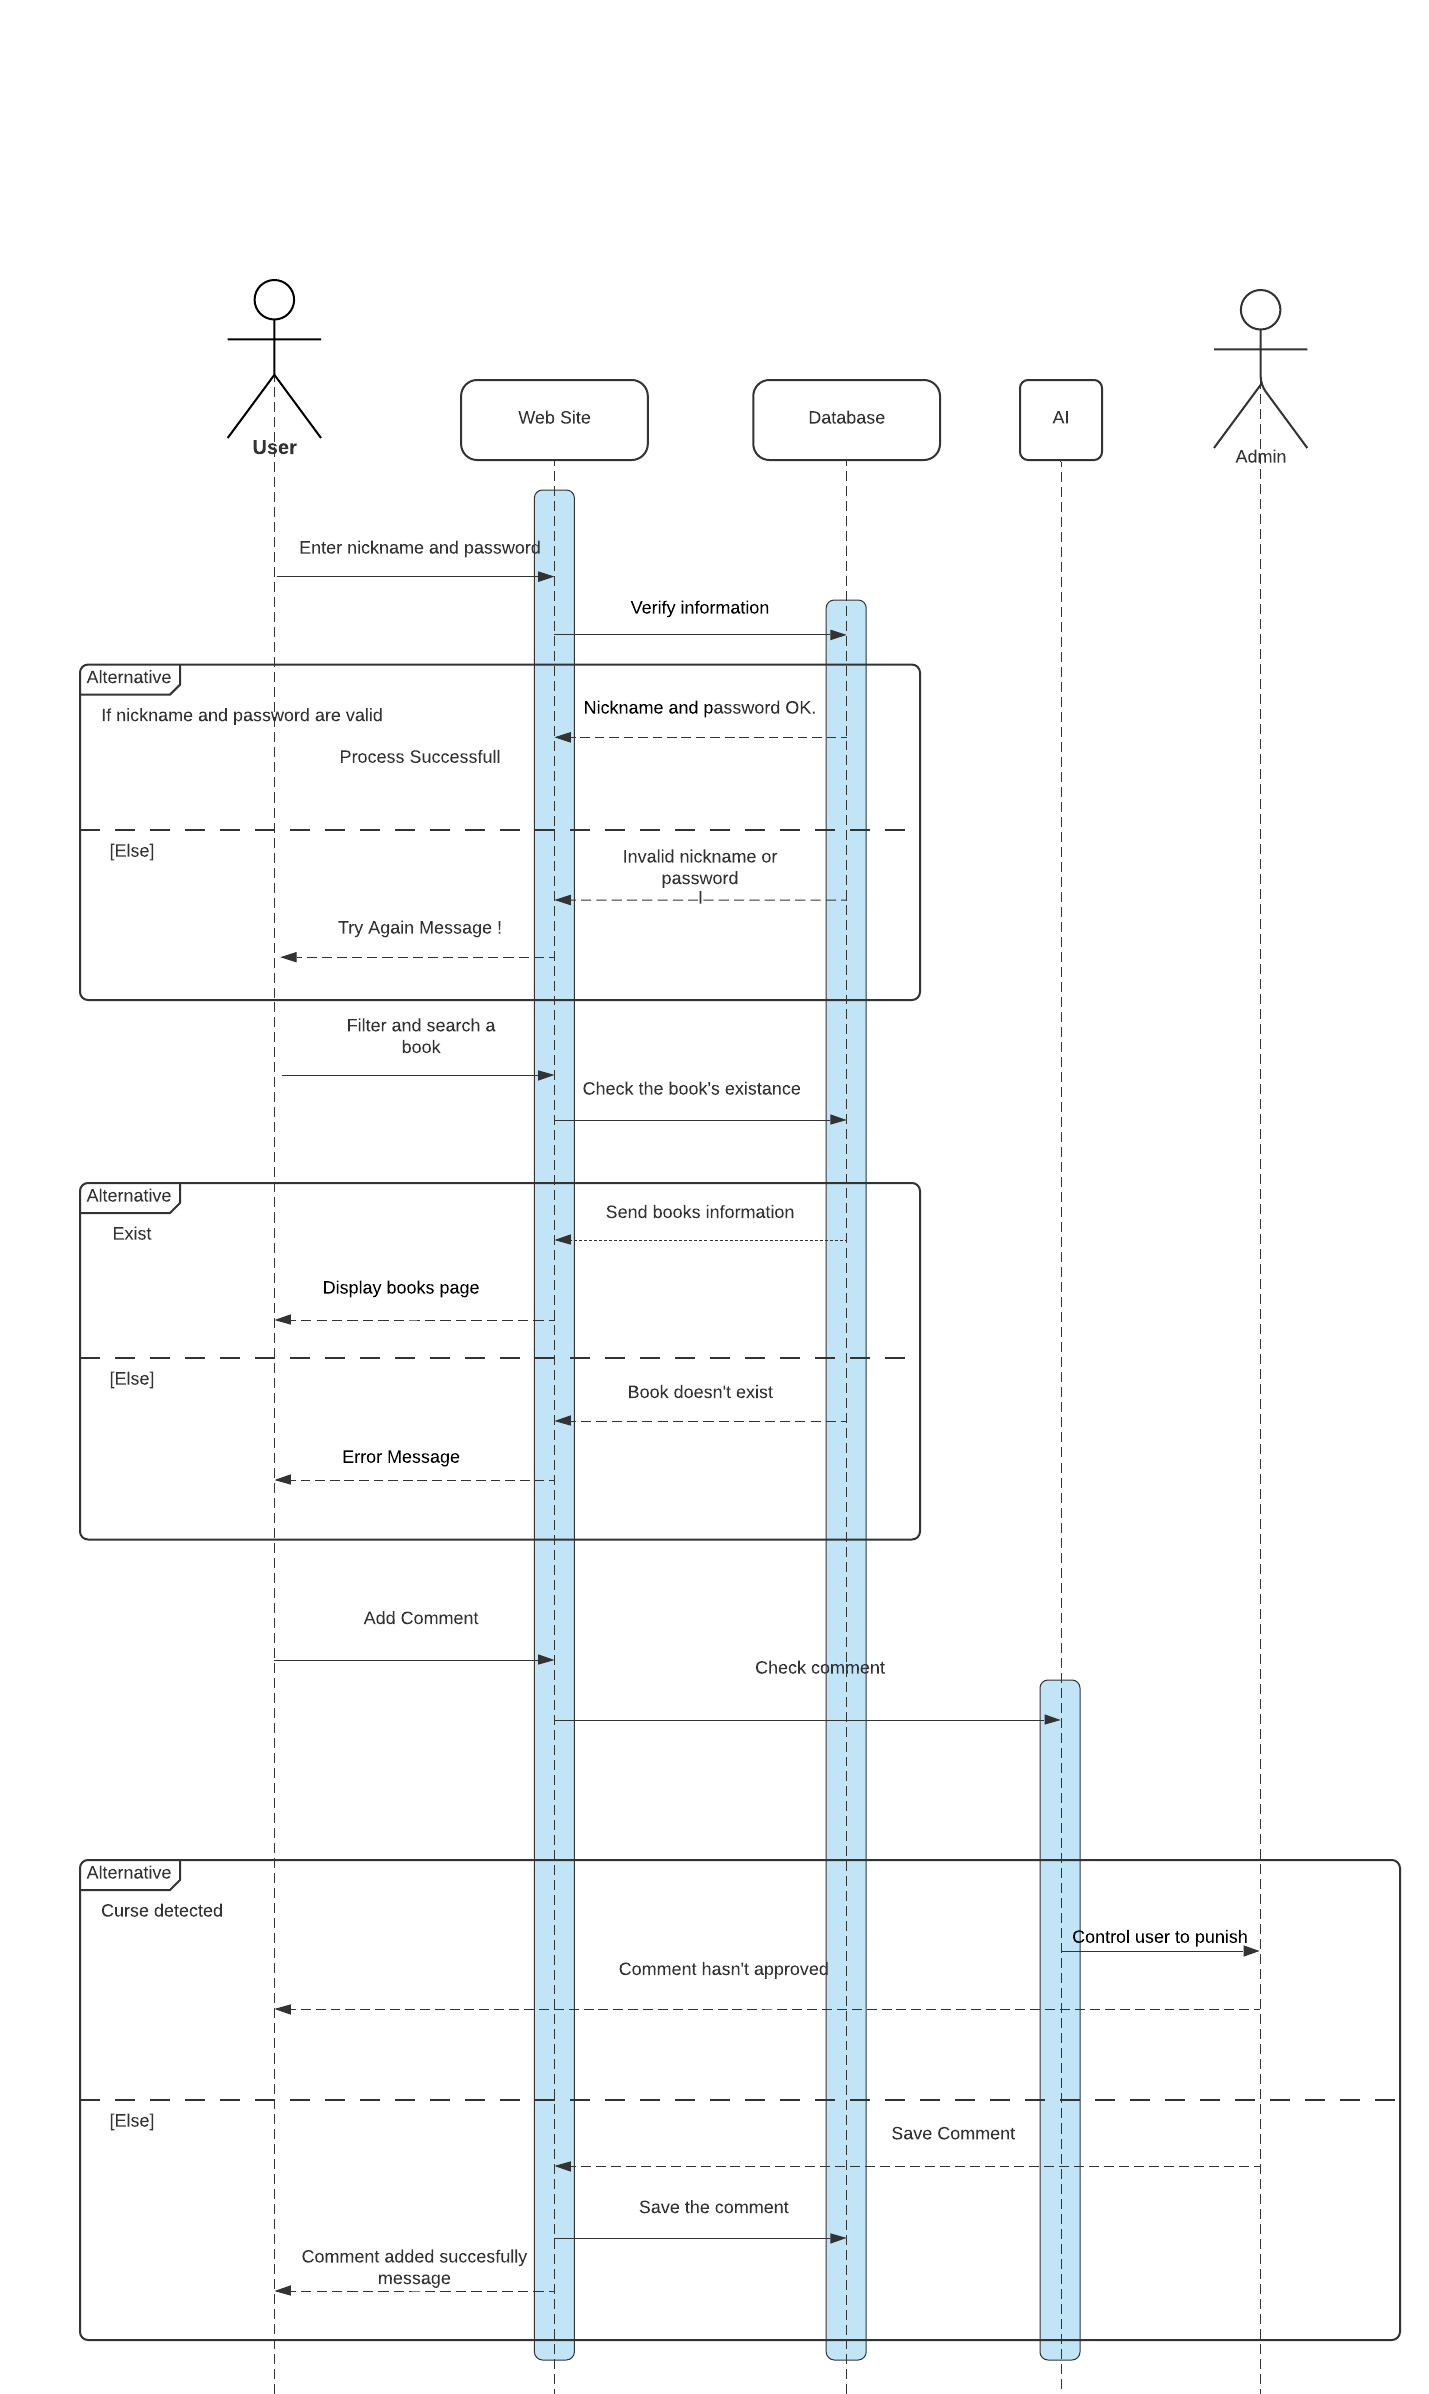 User
Web Site
Database
AI
Admin
Enter nickname and password
Verify information
Alternative
If nickname and password are valid
Nickname and password OK.
Process Successfull
[Else]
Invalid nickname or
password
l
Try Again Message !
Filter and search a
book
Check the book's existance
Alternative
Send books information
Exist
Display books page
[Else]
Book doesn't exist
Error Message
Add Comment
Check comment
Alternative
Curse detected
Control user to punish
Comment hasn't approved
[Else]
Save Comment
Save the comment
Comment added succesfully
message